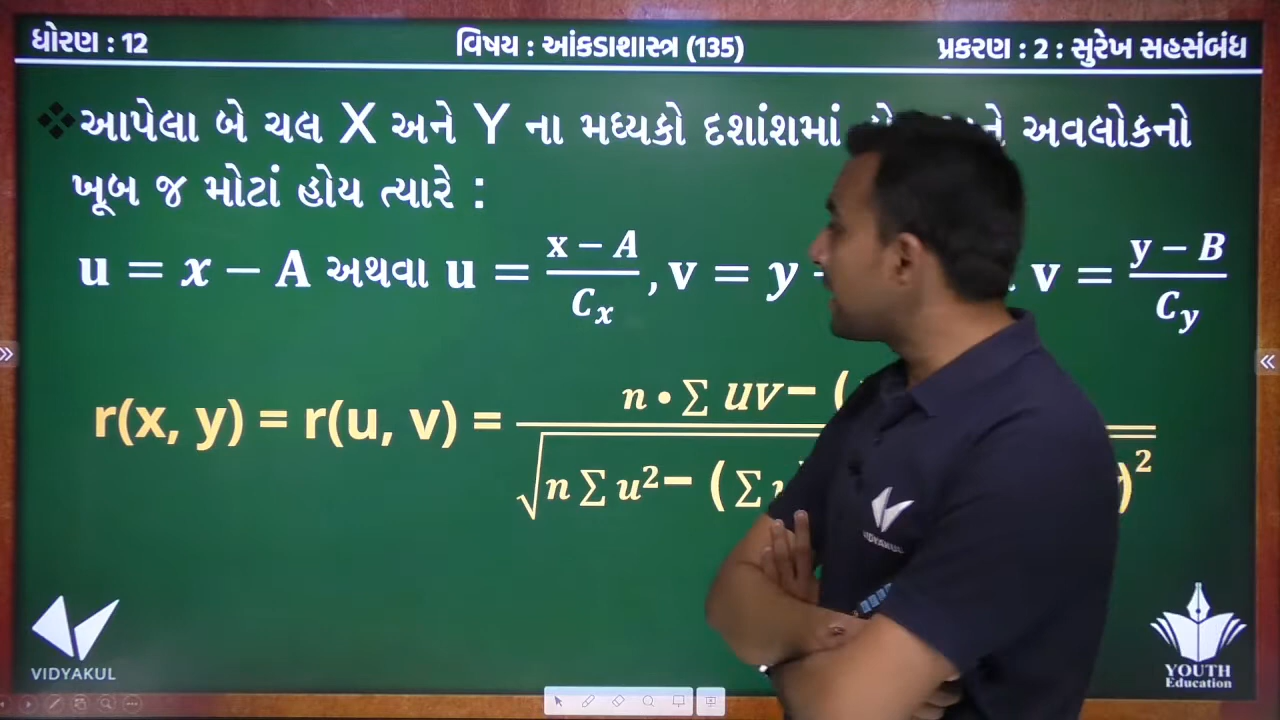 ધોરણ : 12
વિષય : આંકડાશાસ્ત્ર (135)
પ્રકરણ : 2 : સુરેખ સહસંબંધ
❖ આપેલા બે ચલ X અને Y ના મધ્યકો દશાંશમાં અવલોકનો
ખૂબ જ મોટાં હોય ત્યારે :
u = x − A અથવા u = (x − A)/Cx , v = y v = (y − B)/Cy
r(x, y) = r(u, v) = n • ∑ UV− (
√n ∑ u²− (∑ )²
VIDYAKUL
VIDYAKUL
YOUTH
Education